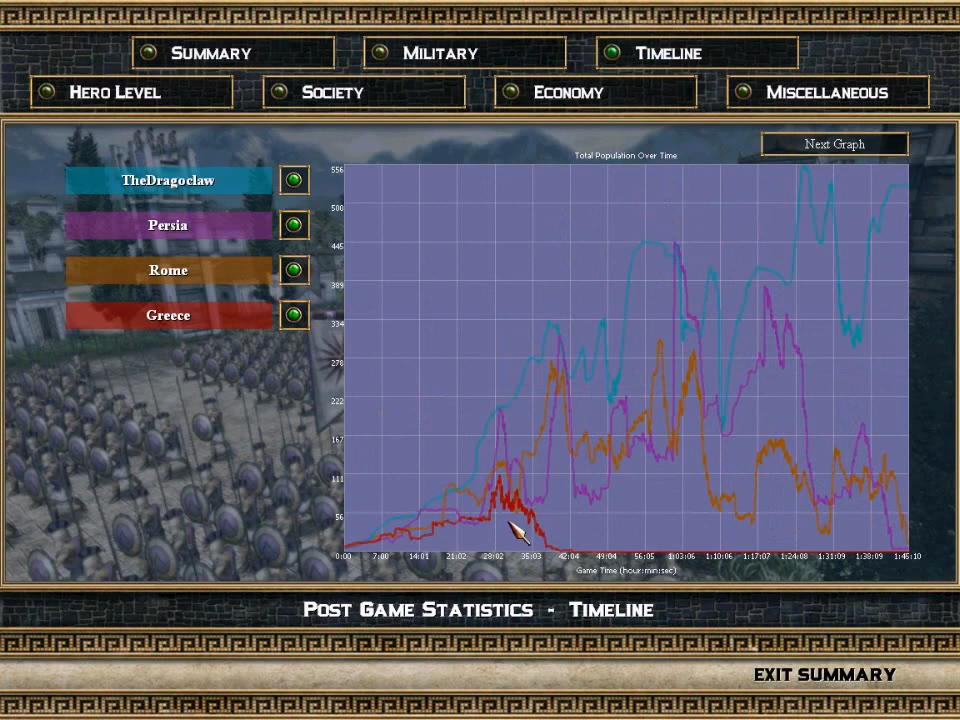 SUMMARY
MILITARY
TIMELINE
HERO LEVEL
SOCIETY
ECONOMY
MISCELLANEOUS
Next Graph
Total Population Over Time
TheDragoclaw
Persia
Rome
Greece
556
500
445
389
334
278
222
167
111
56
0:00 7:00 14:01 21:02 28:02 35:03 42:04 49:04 56:05 1:03:06 1:10:06 1:17:07 1:24:08 1:31:09 1:38:09 1:45:10
Game Time (hour:min:sec)
POST GAME STATISTICS - TIMELINE
EXIT SUMMARY